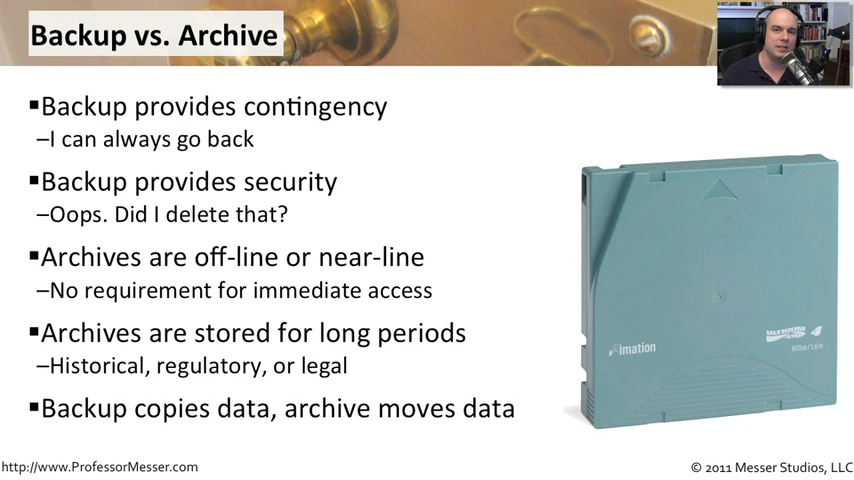 Backup vs. Archive
▪Backup provides contingency
–I can always go back
▪Backup provides security
–Oops. Did I delete that?
▪Archives are off-line or near-line
–No requirement for immediate access
▪Archives are stored for long periods
–Historical, regulatory, or legal
▪Backup copies data, archive moves data
imation
ULTRIUM
LTO
4
http://www.ProfessorMesser.com
© 2011 Messer Studios, LLC